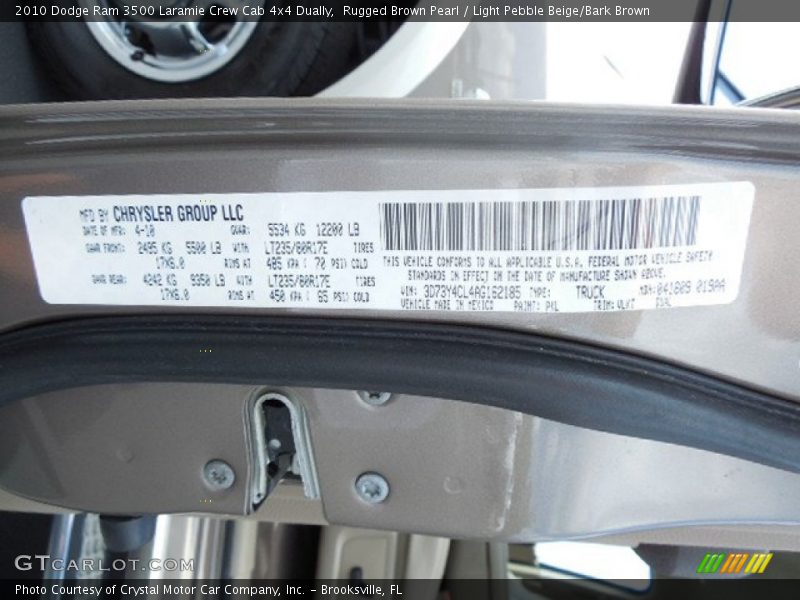 2010 Dodge Ram 3500 Laramie Crew Cab 4x4 Dually, Rugged Brown Pearl / Light Pebble Beige/Bark Brown
MFD BY CHRYSLER GROUP LLC
DATE OF MFR: 4-10 GVWR: 5534 KG 12200 LB
GAWR FRONT: 2495 KG 5500 LB WITH LT235/80R17E TIRES
17X6.0 RIMS AT 485 KPA ( 70 PSI) COLD
GAWR REAR: 4242 KG 9350 LB WITH LT235/80R17E TIRES
17X6.0 RIMS AT 450 KPA ( 65 PSI) COLD
THIS VEHICLE CONFORMS TO ALL APPLICABLE U.S.A. FEDERAL MOTOR VEHICLE SAFETY
STANDARDS IN EFFECT ON THE DATE OF MANUFACTURE SHOWN ABOVE.
VIN: 3D73Y4CL4AG162185 TYPE: TRUCK MDH: 041609 019AA
VEHICLE MADE IN MEXICO PAINT: TRIM:
GTCARLOT.COM
Photo Courtesy of Crystal Motor Car Company, Inc. – Brooksville, FL